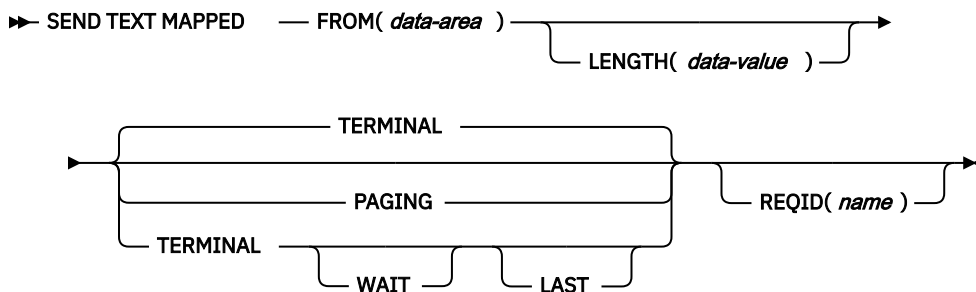 SEND TEXT MAPPED FROM( data-area )
LENGTH( data-value )
TERMINAL
PAGING
REQID( name )
TERMINAL
WAIT LAST